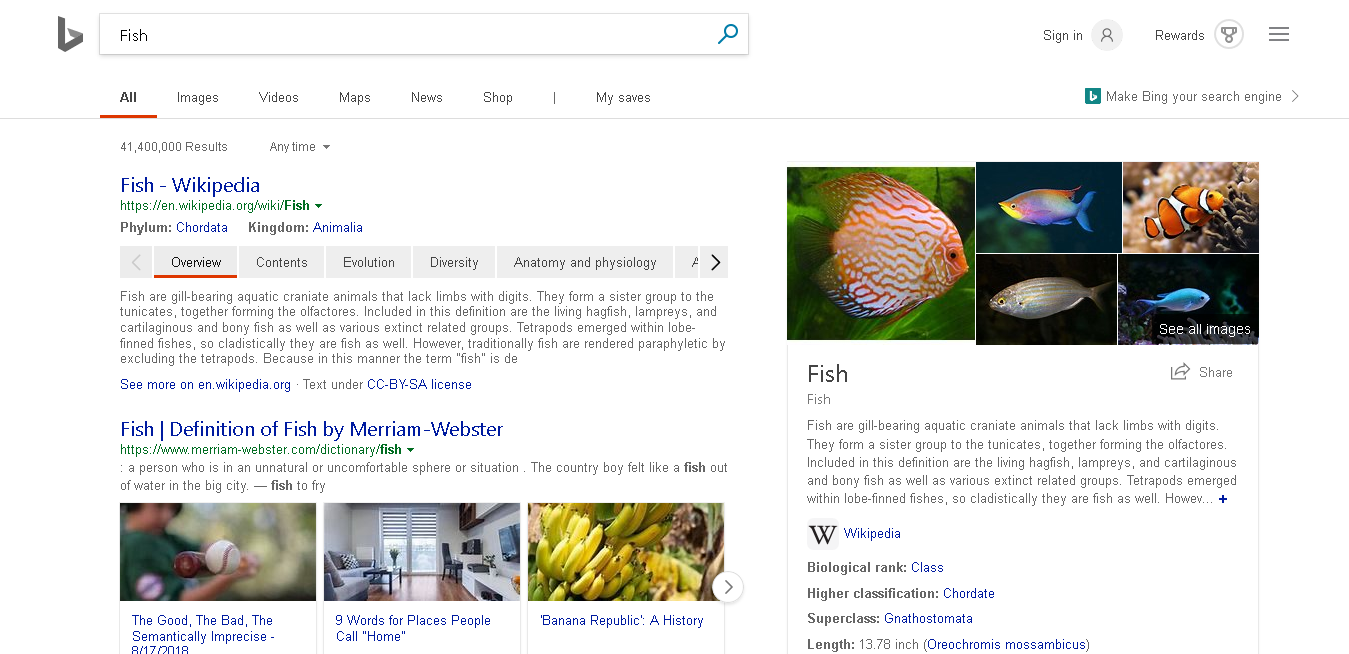 Fish
Sign in
Rewards
All
Images
Videos
Maps
News
Shop
|
My saves
Make Bing your search engine
41,400,000 Results
Any time
Fish - Wikipedia
https://en.wikipedia.org/wiki/Fish
Phylum: Chordata Kingdom: Animalia
Overview
Contents
Evolution
Diversity
Anatomy and physiology
Fish are gill-bearing aquatic craniate animals that lack limbs with digits. They form a sister group to the
tunicates, together forming the olfactores. Included in this definition are the living hagfish, lampreys, and
cartilaginous and bony fish as well as various extinct related groups. Tetrapods emerged within lobe-
finned fishes, so cladistically they are fish as well. However, traditionally fish are rendered paraphyletic by
excluding the tetrapods. Because in this manner the term "fish" is de
See more on en.wikipedia.org · Text under CC-BY-SA license
Fish | Definition of Fish by Merriam-Webster
https://www.merriam-webster.com/dictionary/fish
: a person who is in an unnatural or uncomfortable sphere or situation . The country boy felt like a fish out
of water in the big city. — fish to fry
The Good, The Bad, The
Semantically Imprecise -
8/17/2018
9 Words for Places People
Call "Home"
'Banana Republic': A History
See all images
Fish
Share
Fish
Fish are gill-bearing aquatic craniate animals that lack limbs with digits.
They form a sister group to the tunicates, together forming the olfactores.
Included in this definition are the living hagfish, lampreys, and cartilaginous
and bony fish as well as various extinct related groups. Tetrapods emerged
within lobe-finned fishes, so cladistically they are fish as well. Howev... +
W Wikipedia
Biological rank: Class
Higher classification: Chordate
Superclass: Gnathostomata
Length: 13.78 inch (Oreochromis mossambicus)